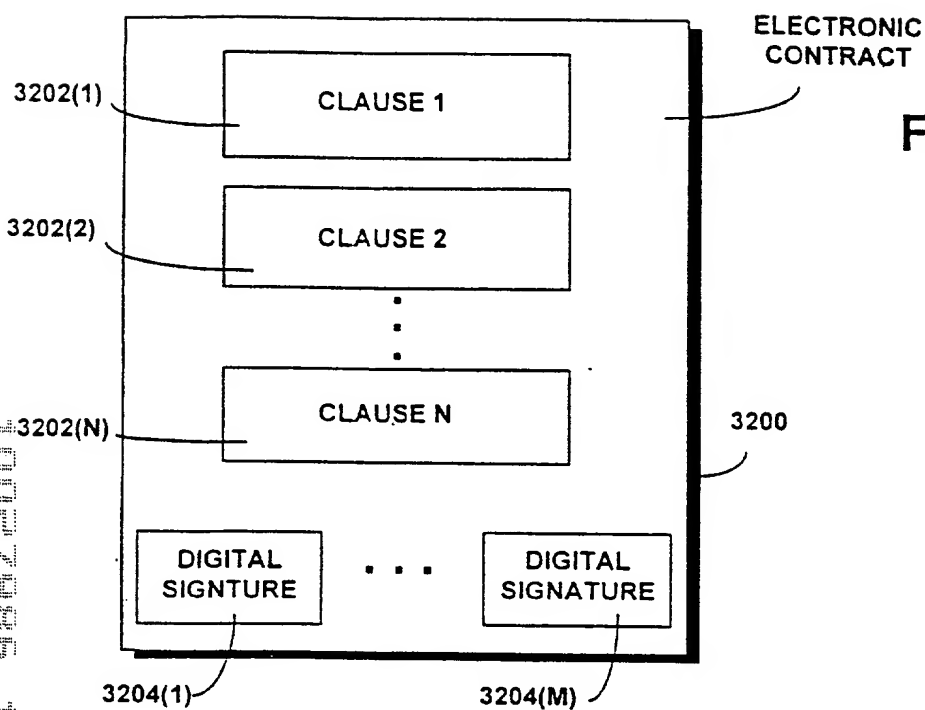 ELECTRONIC
CONTRACT
3202(1)
CLAUSE 1
F
3202(2)
CLAUSE 2
3202(N)
CLAUSE N
3200
DIGITAL
SIGNTURE
DIGITAL
SIGNATURE
3204(1)
3204(M)